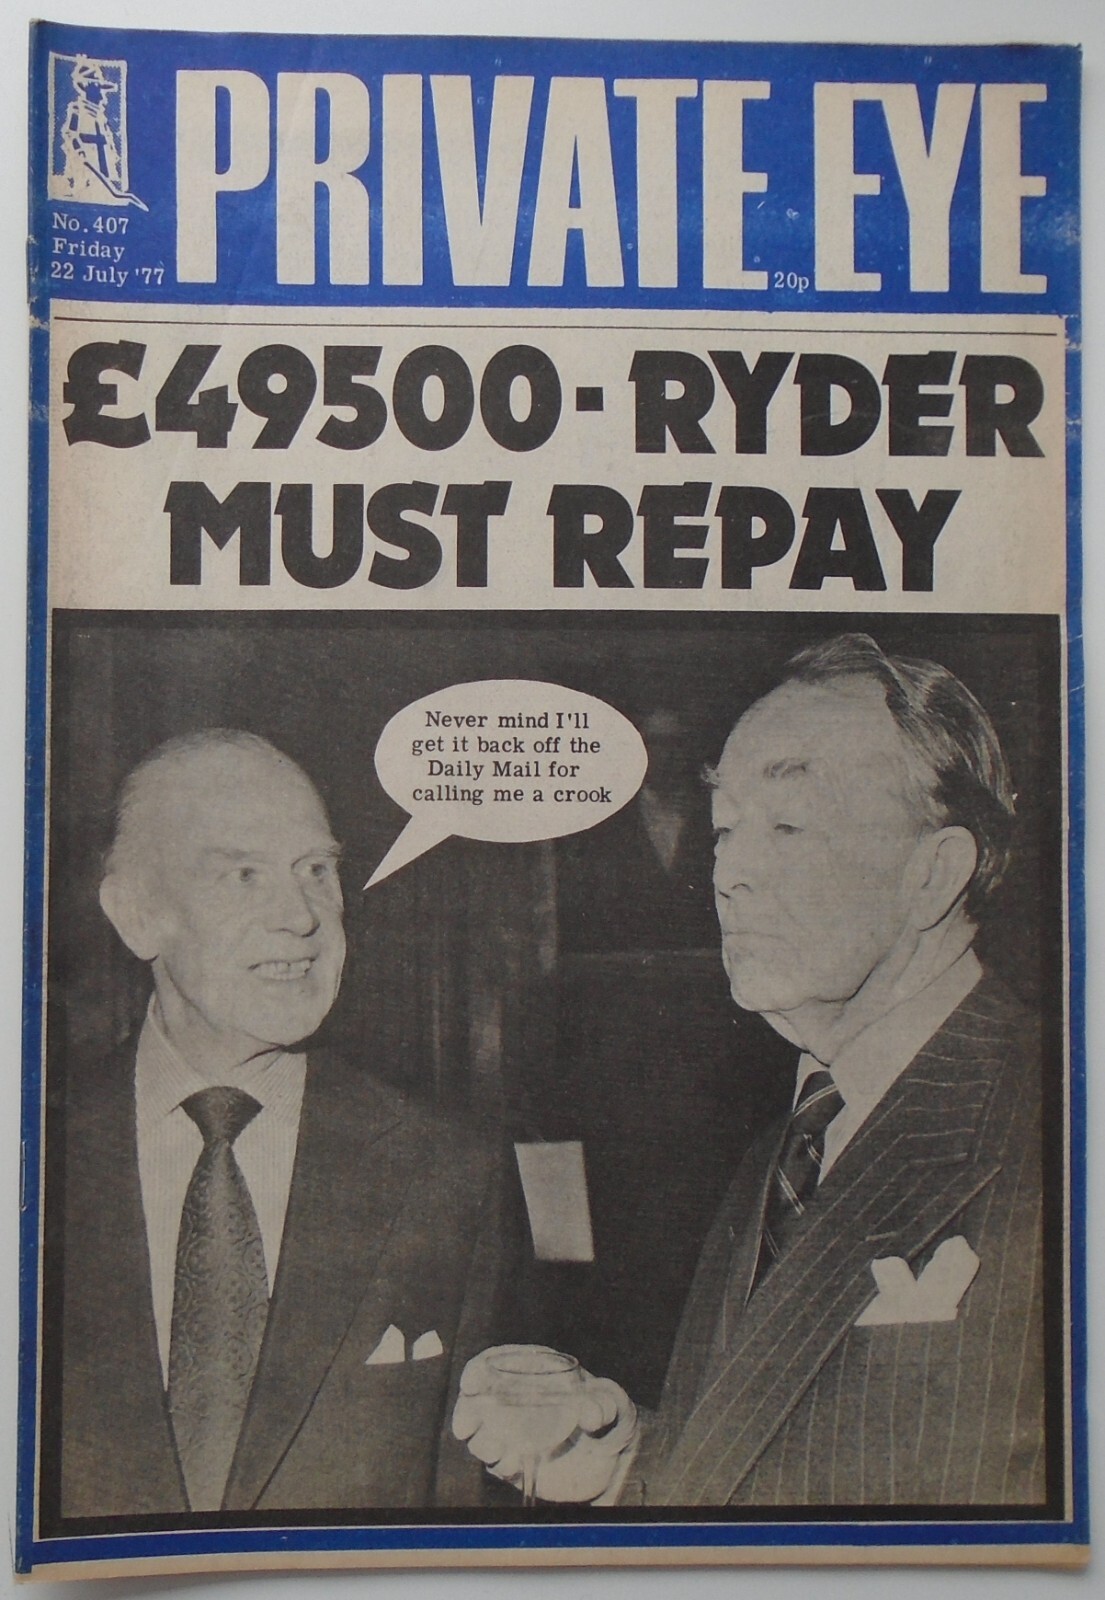 PRIVATE EYE
No. 407
Friday
22 July '77
20p
£49500-RYDER
MUST REPAY
Never mind I'll
get it back off the
Daily Mail for
calling me a crook